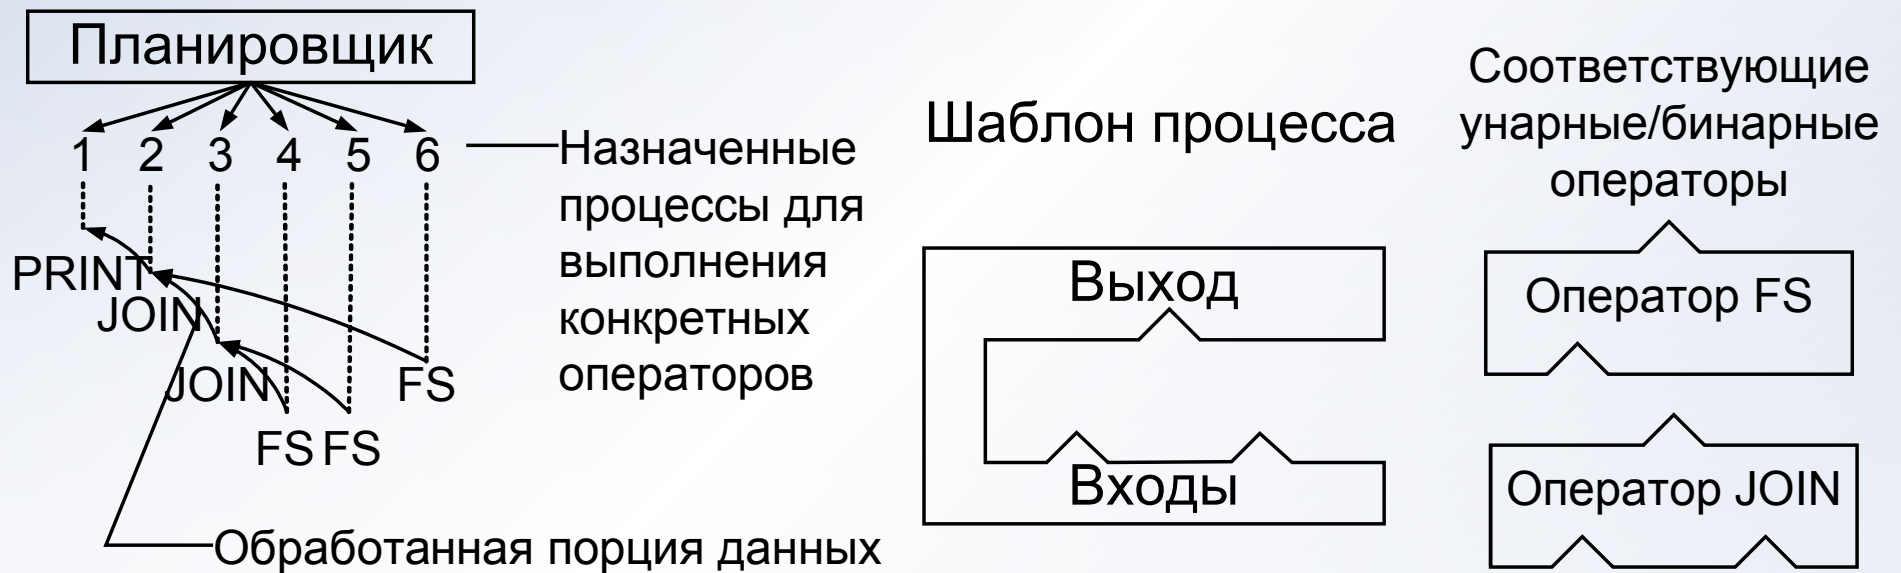 Планировщик
1 2 3 4 5 6
PRINT
JOIN
JOIN
FS
FS FS
Назначенные
процессы для
выполнения
конкретных
операторов
Обработанная порция данных
Шаблон процесса
Выход
Входы
Соответствующие
унарные/бинарные
операторы
Оператор FS
Оператор JOIN